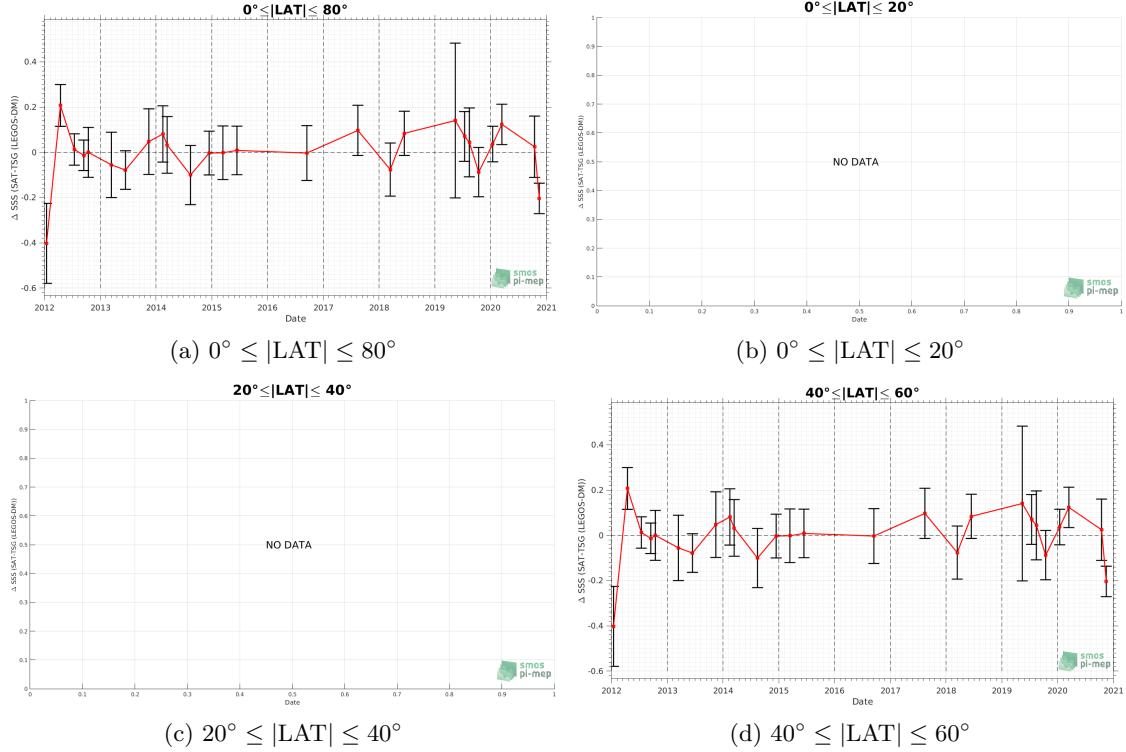 0°≤|LAT|≤ 80°
Δ SSS (SAT-TSG (LEGOS-DM))
0.4
0.2
0
-0.2
-0.4
-0.6
2012 2013 2014 2015 2016 2017 2018 2019 2020 2021
Date
smos
pi-mep
(a) 0° ≤ |LAT| ≤ 80°
0°≤|LAT|≤ 20°
Δ SSS (SAT-TSG (LEGOS-DM))
1
0.9
0.8
0.7
0.6
0.5
0.4
0.3
0.2
0.1
0
NO DATA
0 0.1 0.2 0.3 0.4 0.5 0.6 0.7 0.8 0.9 1
Date
smos
pi-mep
(b) 0° ≤ |LAT| ≤ 20°
20°≤|LAT|≤ 40°
Δ SSS (SAT-TSG (LEGOS-DM))
1
0.9
0.8
0.7
0.6
0.5
0.4
0.3
0.2
0.1
0
NO DATA
0 0.1 0.2 0.3 0.4 0.5 0.6 0.7 0.8 0.9 1
Date
smos
pi-mep
(c) 20° ≤ |LAT| ≤ 40°
40°≤|LAT|≤ 60°
Δ SSS (SAT-TSG (LEGOS-DM))
0.4
0.2
0
-0.2
-0.4
-0.6
2012 2013 2014 2015 2016 2017 2018 2019 2020 2021
Date
smos
pi-mep
(d) 40° ≤ |LAT| ≤ 60°